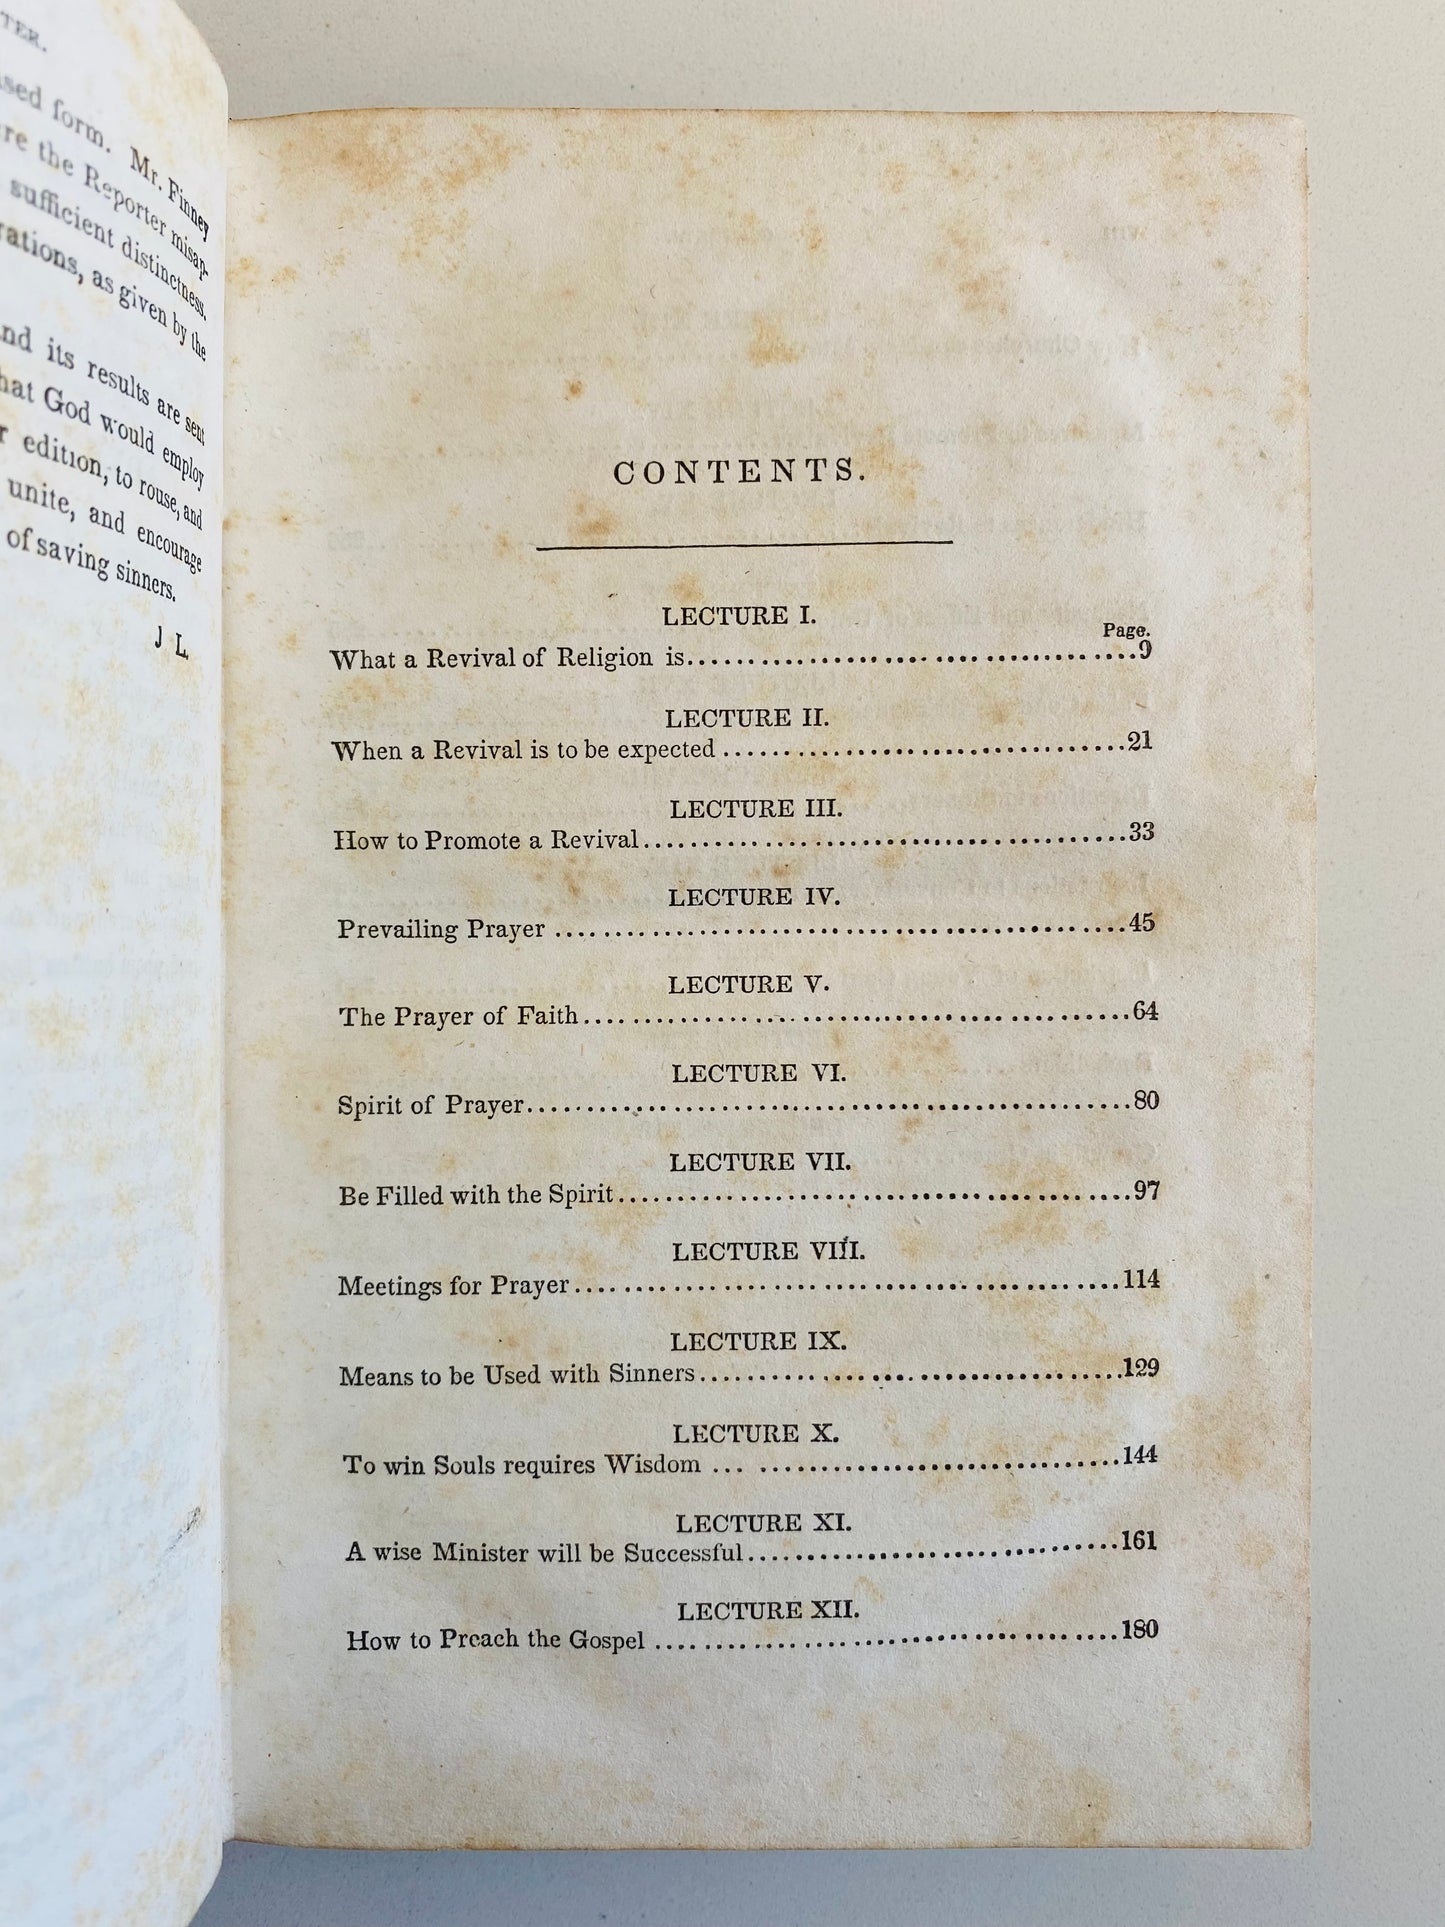 TER.
sed form. Mr. Finney
re the Reporter misap-
sufficient distinctness.
rations, as given by the
nd its results are sent
hat God would employ
r edition, to rouse, and
unite, and encourage
of saving sinners.
J L.
CONTENTS.
LECTURE I.
Page.
What a Revival of Religion is 9
LECTURE II.
When a Revival is to be expected 21
LECTURE III.
How to Promote a Revival 33
LECTURE IV.
Prevailing Prayer 45
LECTURE V.
The Prayer of Faith 64
LECTURE VI.
Spirit of Prayer 80
LECTURE VII.
Be Filled with the Spirit 97
LECTURE VIII.
Meetings for Prayer 114
LECTURE IX.
Means to be Used with Sinners 129
LECTURE X.
To win Souls requires Wisdom 144
LECTURE XI.
A wise Minister will be Successful 161
LECTURE XII.
How to Preach the Gospel 180